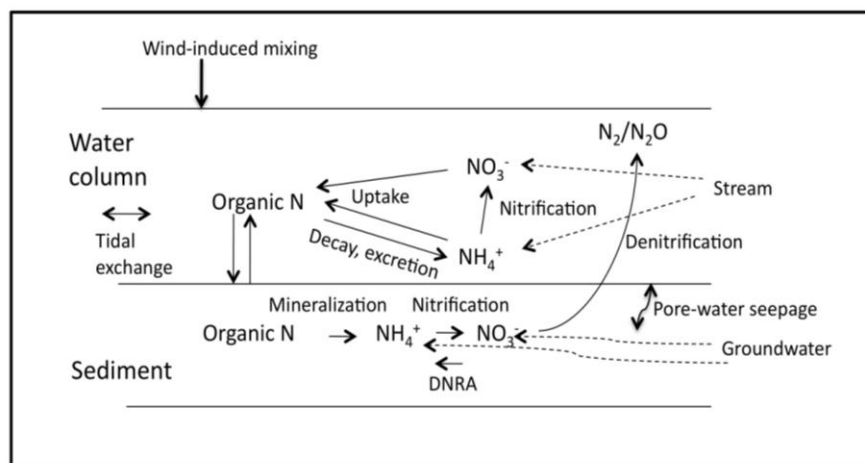 Wind-induced mixing
N₂/N₂O
Water
column
NO₃⁻
Stream
Organic N
Uptake
Nitrification
Tidal
exchange
Decay, excretion
NH₄⁺
Denitrification
Mineralization
Nitrification
Pore-water seepage
Organic N
NH₄⁺
NO₃⁻
Groundwater
Sediment
DNRA